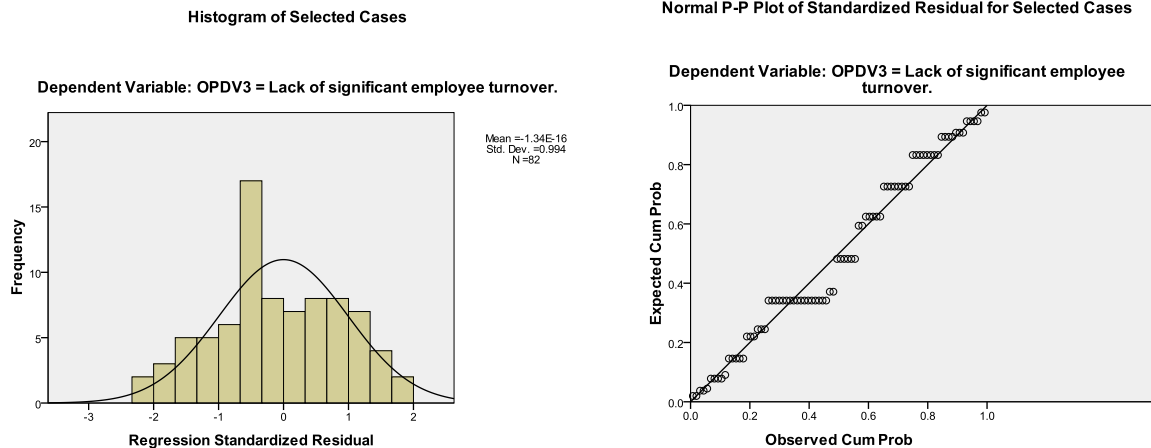 Histogram of Selected Cases
Dependent Variable: OPDV3 = Lack of significant employee turnover.
Mean =-1.34E-16
Std. Dev. =0.994
N =82
Frequency
20
15
10
5
0
-3
-2
-1
0
1
2
Regression Standardized Residual
Normal P-P Plot of Standardized Residual for Selected Cases
Dependent Variable: OPDV3 = Lack of significant employee
turnover.
Expected Cum Prob
1.0
0.8
0.6
0.4
0.2
0.0
0.0
0.2
0.4
0.6
0.8
1.0
Observed Cum Prob